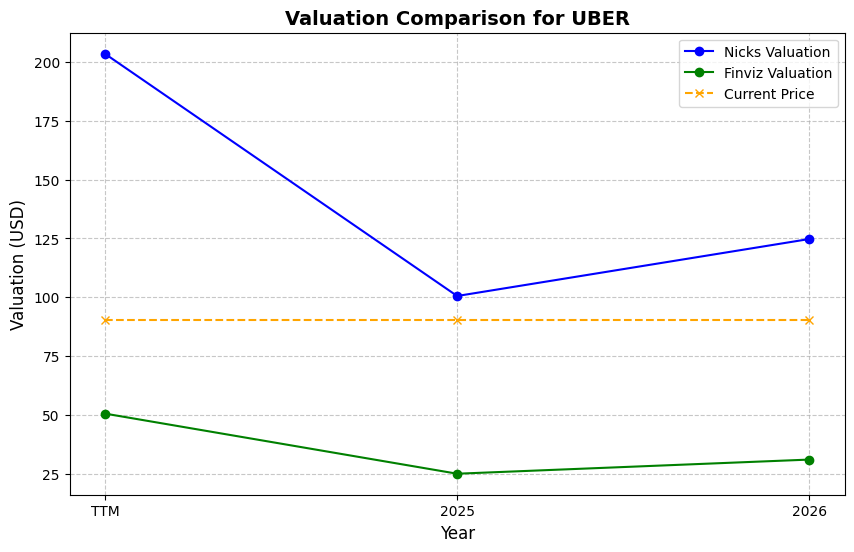 Valuation Comparison for UBER
Nicks Valuation
Finviz Valuation
Current Price
Valuation (USD)
200
175
150
125
100
75
50
25
TTM
2025
2026
Year